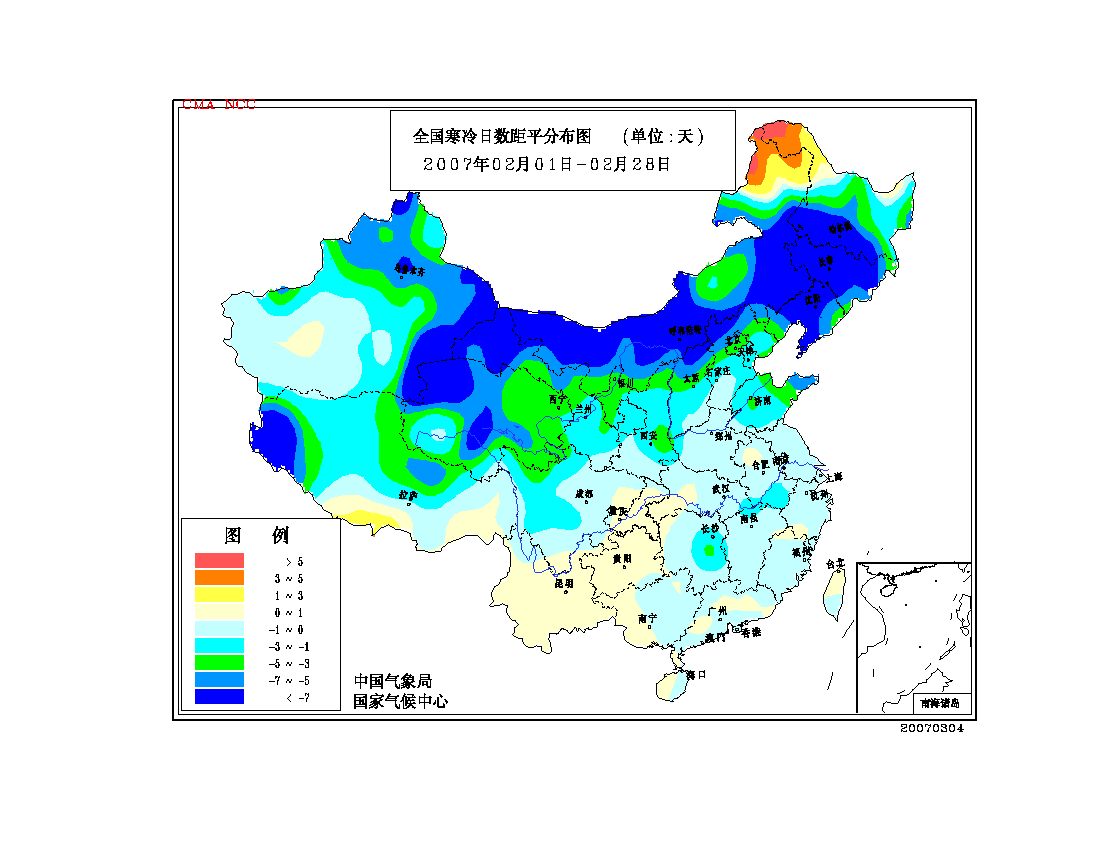 CMA NCC
全国寒冷日数距平分布图 (单位:天)
2007年02月01日-02月28日
哈尔滨
长春
沈阳
乌鲁木齐
呼和浩特
北京
天津
石家庄
太原
银川
西宁
兰州
济南
西安
郑州
合肥
南京
上海
拉萨
成都
武汉
杭州
重庆
长沙
南昌
贵阳
福州
台北
昆明
南宁
广州
澳门
香港
海口
图 例
> 5
3 ~ 5
1 ~ 3
0 ~ 1
-1 ~ 0
-3 ~ -1
-5 ~ -3
-7 ~ -5
< -7
中国气象局
国家气候中心
南海诸岛
20070304